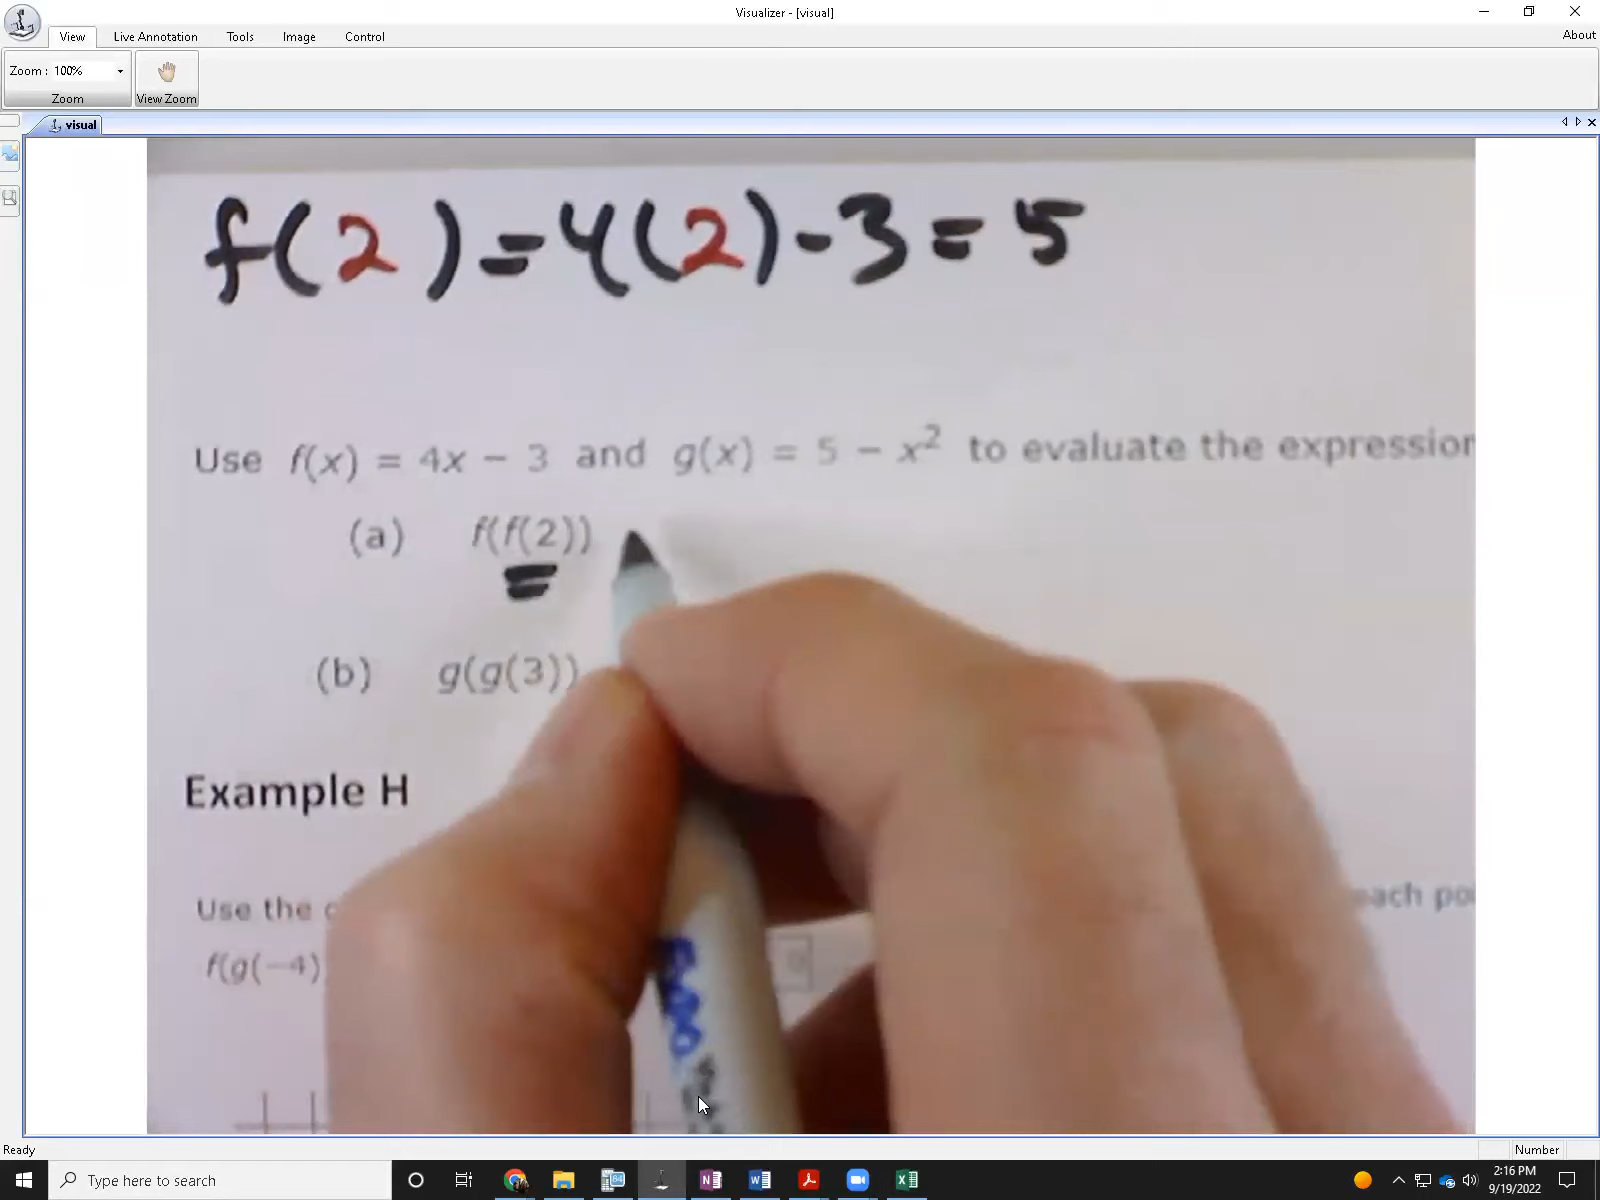 Visualizer - [visual]
View Live Annotation Tools Image Control About
Zoom : 100%
Zoom View Zoom
visual
f(2) = 4(2) - 3 = 5
Use f(x) = 4x − 3 and g(x) = 5 − x² to evaluate the expression
(a) f(f(2))
(b) g(g(3))
Example H
Use the
each
f(g(−4)
Ready Number
Type here to search
2:16 PM
9/19/2022